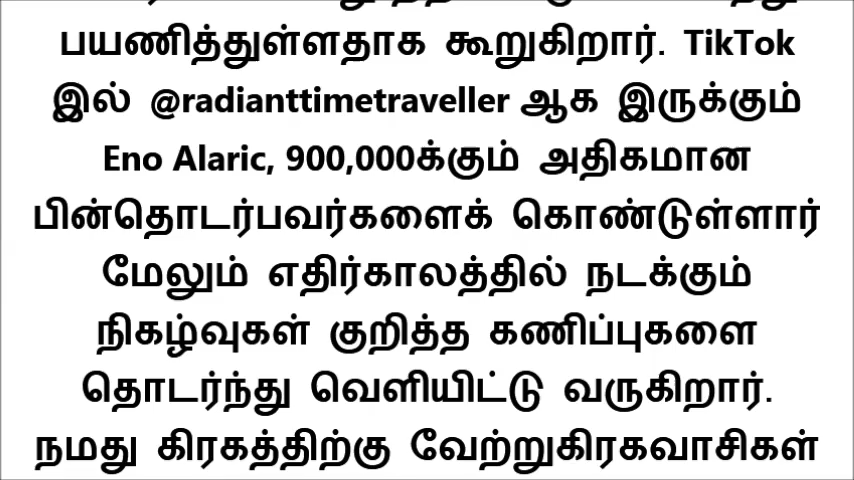 பயணித்துள்ளதாக கூறுகிறார். TikTok
இல் @radianttimetraveller ஆக இருக்கும்
Eno Alaric, 900,000க்கும் அதிகமான
பின்தொடர்பவர்களைக் கொண்டுள்ளார்
மேலும் எதிர்காலத்தில் நடக்கும்
நிகழ்வுகள் குறித்த கணிப்புகளை
தொடர்ந்து வெளியிட்டு வருகிறார்.
நமது கிரகத்திற்கு வேற்றுகிரகவாசிகள்